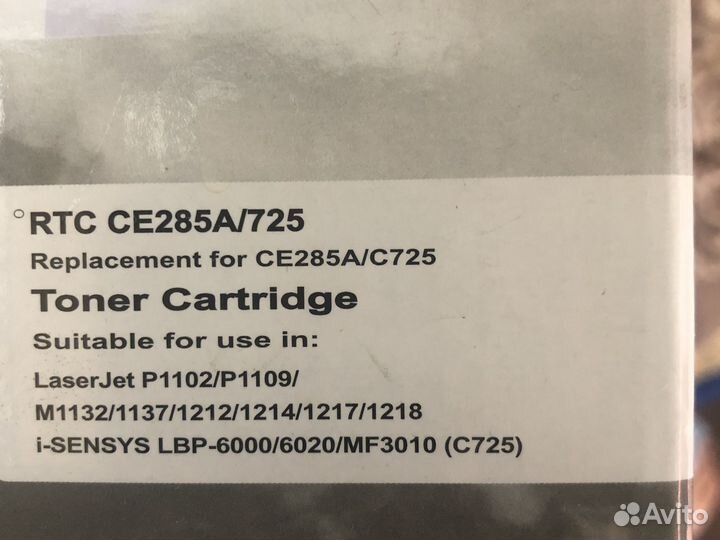 °RTC CE285A/725
Replacement for CE285A/C725
Toner Cartridge
Suitable for use in:
LaserJet P1102/P1109/
M1132/1137/1212/1214/1217/1218
i-SENSYS LBP-6000/6020/MF3010 (C725)
Avito